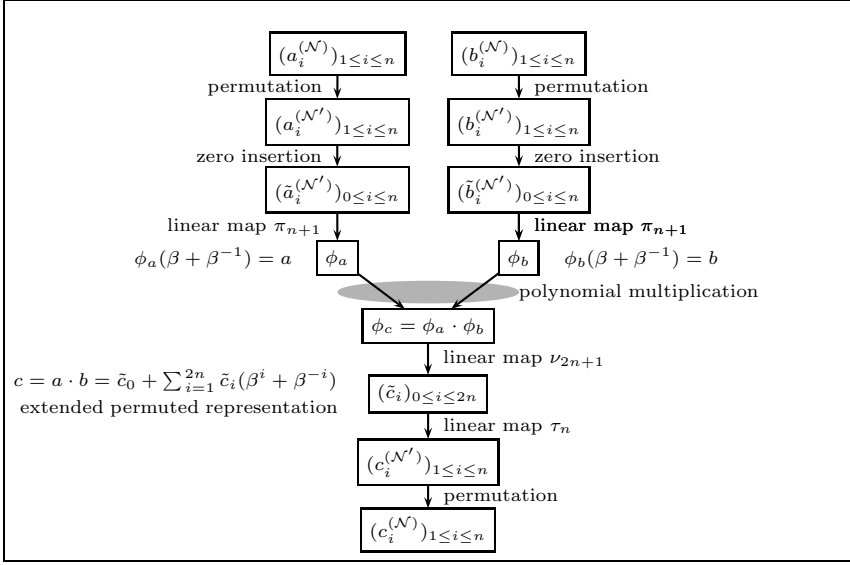 (a_i^{(𝒩)})_{1≤i≤n} (b_i^{(𝒩)})_{1≤i≤n}
permutation permutation
(a_i^{(𝒩′)})_{1≤i≤n} (b_i^{(𝒩′)})_{1≤i≤n}
zero insertion zero insertion
(ã_i^{(𝒩′)})_{0≤i≤n} (b̃_i^{(𝒩′)})_{0≤i≤n}
linear map π_{n+1} linear map π_{n+1}
ϕ_a(β + β^{−1}) = a ϕ_a ϕ_b ϕ_b(β + β^{−1}) = b
polynomial multiplication
ϕ_c = ϕ_a · ϕ_b
linear map ν_{2n+1}
c = a · b = c̃_0 + ∑_{i=1}^{2n} c̃_i(β^i + β^{−i}) (c̃_i)_{0≤i≤2n}
extended permuted representation
linear map τ_n
(c_i^{(𝒩′)})_{1≤i≤n}
permutation
(c_i^{(𝒩)})_{1≤i≤n}